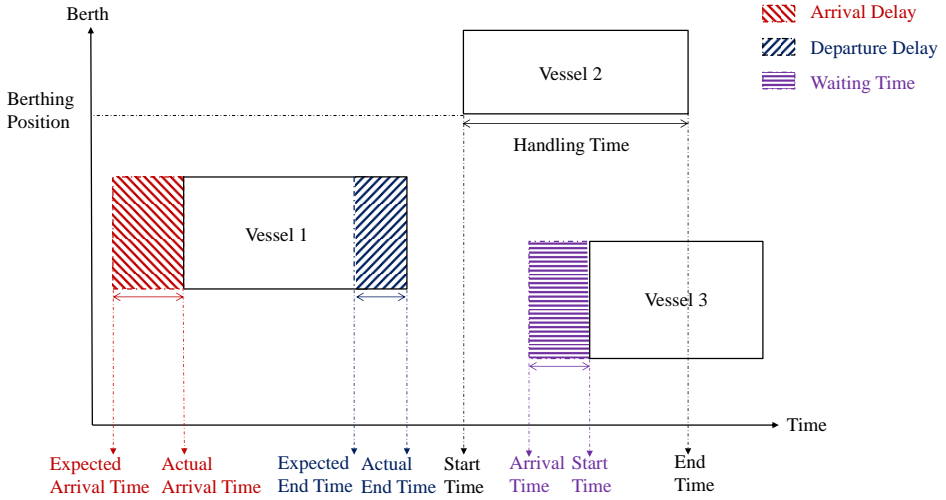 Berth
Arrival Delay
Departure Delay
Waiting Time
Vessel 2
Berthing
Position
Handling Time
Vessel 1
Vessel 3
Time
Expected
Arrival Time
Actual
Arrival Time
Expected
End Time
Actual
End Time
Start
Time
Arrival
Time
Start
Time
End
Time